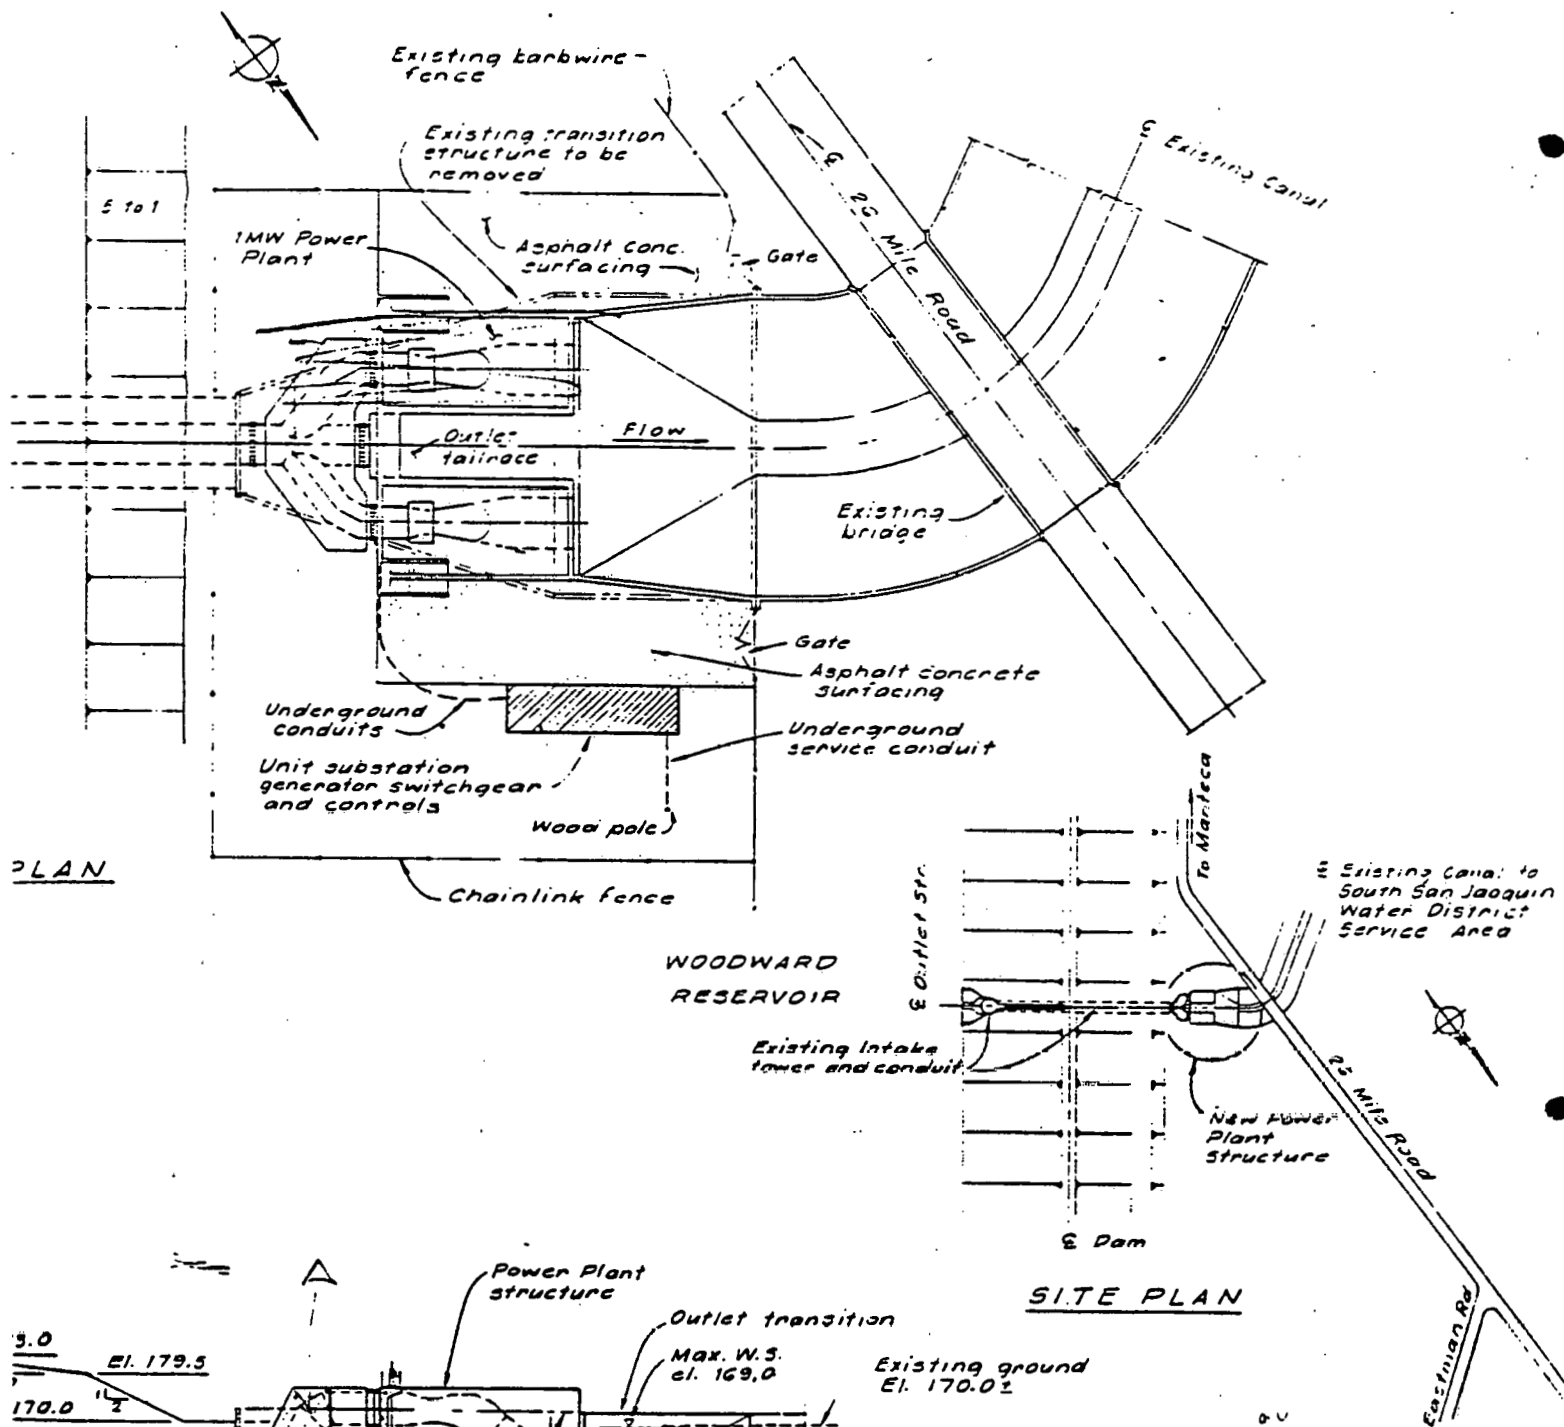 N
Existing barbwire
fence
Existing transition
structure to be
removed
5 to 1
1MW Power
Plant
Asphalt conc.
surfacing
Gate
26 Mile Road
℄ Existing Canal
Outlet
tailrace
Flow
Existing
bridge
Gate
Asphalt concrete
surfacing
Underground
conduits
Underground
service conduit
Unit substation
generator switchgear
and controls
Wood pole
PLAN
Chainlink fence
WOODWARD
RESERVOIR
℄ Outlet Str.
To Manteca
℄ Existing Canal to
South San Jaoquin
Water District
Service Area
Existing Intake
tower and conduit
N
New Power
Plant
structure
26 Mile Road
℄ Dam
SITE PLAN
Eastman Rd
Power Plant
structure
Outlet transition
Max. W.S.
el. 169.0
Existing ground
El. 170.0±
El. 179.5
170.0